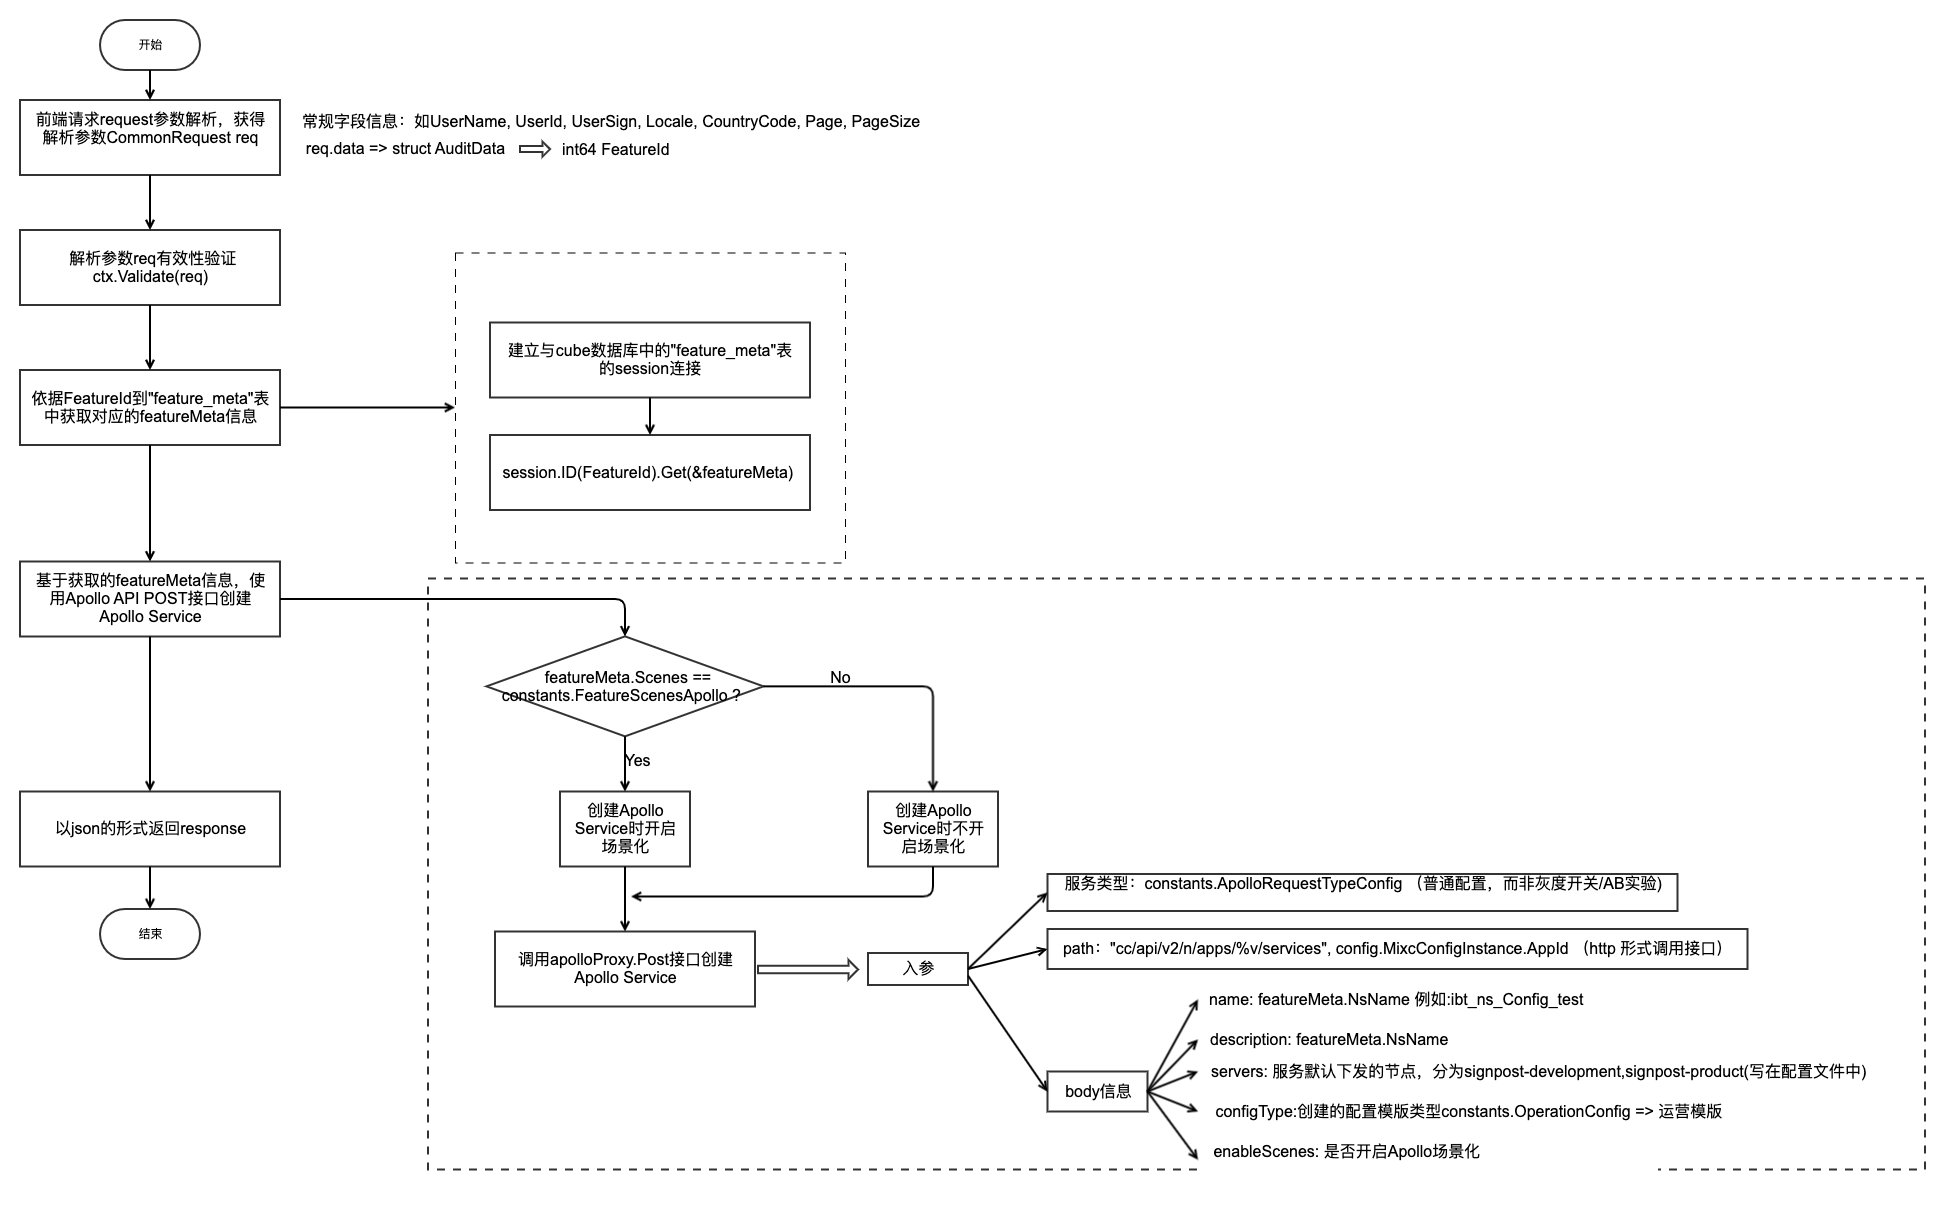 开始
前端请求request参数解析，获得
解析参数CommonRequest req
常规字段信息：如UserName, UserId, UserSign, Locale, CountryCode, Page, PageSize
req.data => struct AuditData
int64 FeatureId
解析参数req有效性验证
ctx.Validate(req)
依据FeatureId到"feature_meta"表
中获取对应的featureMeta信息
建立与cube数据库中的"feature_meta"表
的session连接
session.ID(FeatureId).Get(&featureMeta)
基于获取的featureMeta信息，使
用Apollo API POST接口创建
Apollo Service
featureMeta.Scenes ==
constants.FeatureScenesApollo ?
No
Yes
创建Apollo
Service时开启
场景化
创建Apollo
Service时不开
启场景化
以json的形式返回response
结束
调用apolloProxy.Post接口创建
Apollo Service
入参
服务类型：constants.ApolloRequestTypeConfig （普通配置，而非灰度开关/AB实验)
path："cc/api/v2/n/apps/%v/services", config.MixcConfigInstance.AppId （http 形式调用接口）
body信息
name: featureMeta.NsName 例如:ibt_ns_Config_test
description: featureMeta.NsName
servers: 服务默认下发的节点，分为signpost-development,signpost-product(写在配置文件中)
configType:创建的配置模版类型constants.OperationConfig => 运营模版
enableScenes: 是否开启Apollo场景化